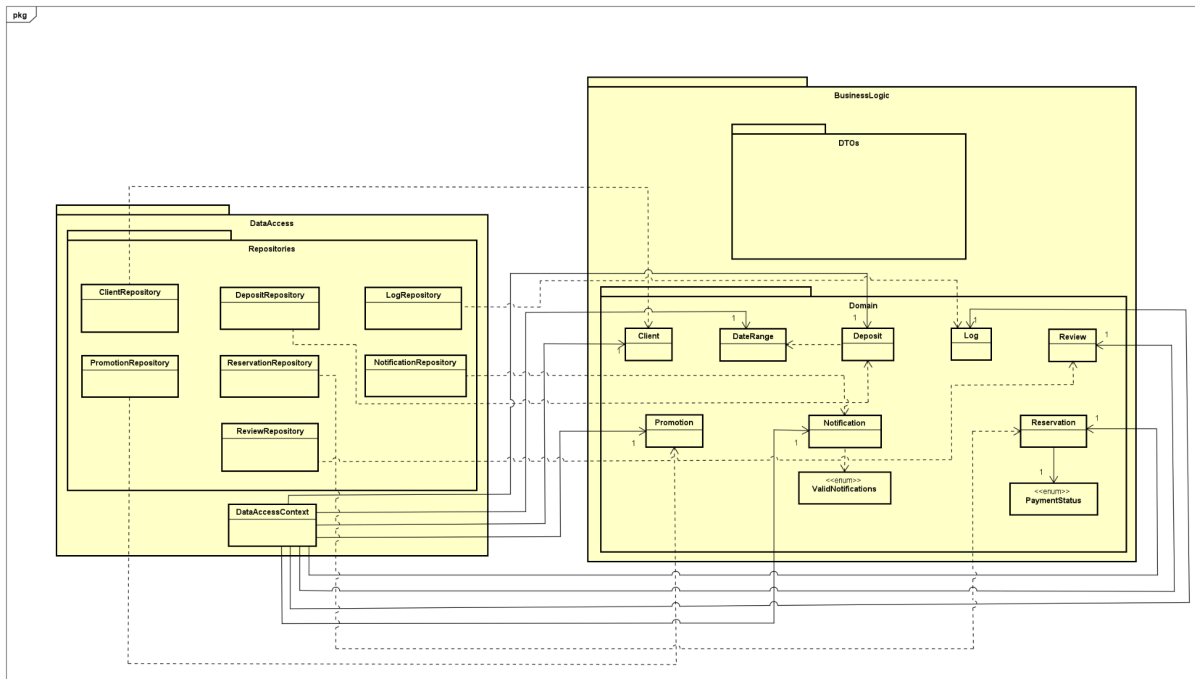 pkg
BusinessLogic
DTOs
DataAccess
Repositories
ClientRepository
DepositRepository
LogRepository
PromotionRepository
ReservationRepository
NotificationRepository
ReviewRepository
DataAccessContext
Domain
Client
1
DateRange
1
Deposit
1
Log
1
Review
1
Promotion
1
Notification
1
Reservation
1
<<enum>>
ValidNotifications
1
<<enum>>
PaymentStatus